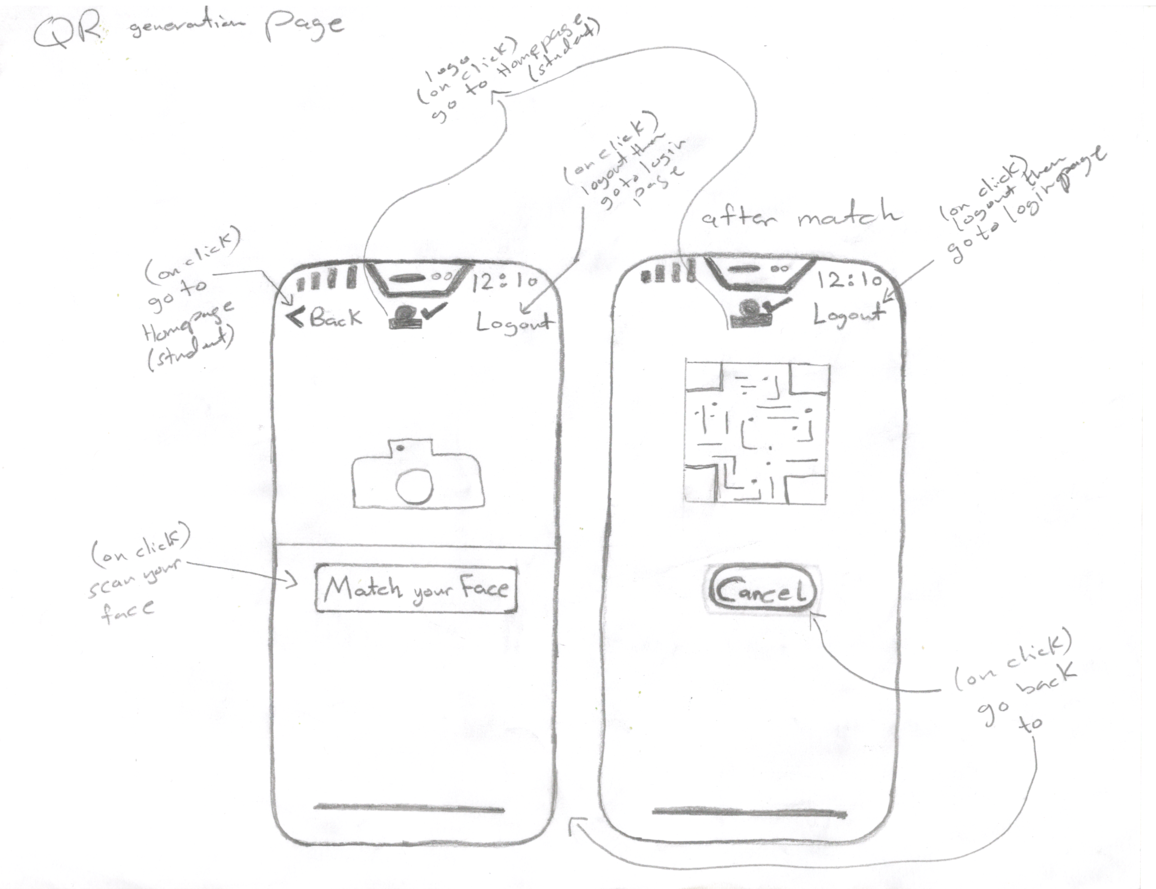 QR generation Page
logo
(on click)
go to Homepage
(student)
(on click)
logout then
go to login
page
after match
(on click)
logout then
go to login page
(on click)
go to
Homepage
(student)
12:10
< Back
Logout
12:10
Logout
(on click)
scan your
face
Match your Face
Cancel
(on click)
go back
to